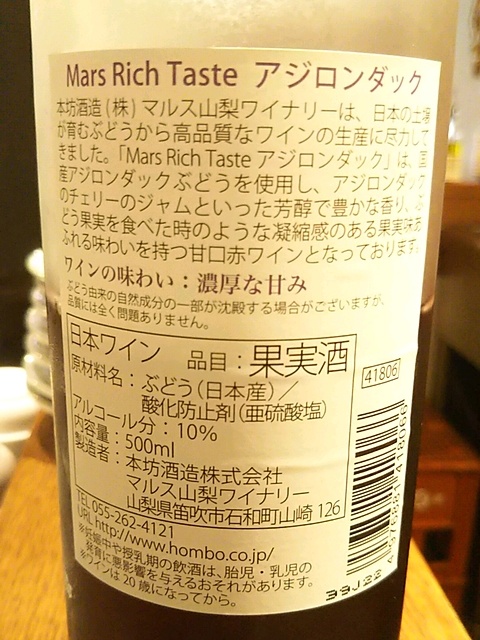 Mars Rich Taste アジロンダック
本坊酒造(株)マルス山梨ワイナリーは、日本の土壌
が育むぶどうから高品質なワインの生産に尽力して
きました。「Mars Rich Taste アジロンダック」は、国
産アジロンダックぶどうを使用し、アジロンダック
のチェリーのジャムといった芳醇で豊かな香り、ぶ
どう果実を食べた時のような凝縮感のある果実味あ
ふれる味わいを持つ甘口赤ワインとなっております。
ワインの味わい：濃厚な甘み
ぶどう由来の自然成分の一部が沈殿する場合がございますが、
品質には全く問題ありません。
日本ワイン 品目：果実酒
原材料名：ぶどう(日本産)／
酸化防止剤(亜硫酸塩)
アルコール分：10%
内容量：500ml
製造者：本坊酒造株式会社
マルス山梨ワイナリー
山梨県笛吹市石和町山崎 126
TEL 055-262-4121
URL http://www.hombo.co.jp/
※妊娠中や授乳期の飲酒は、胎児・乳児の
発育に悪影響を与えるおそれがあります。
※ワインは 20 歳になってから。
41806